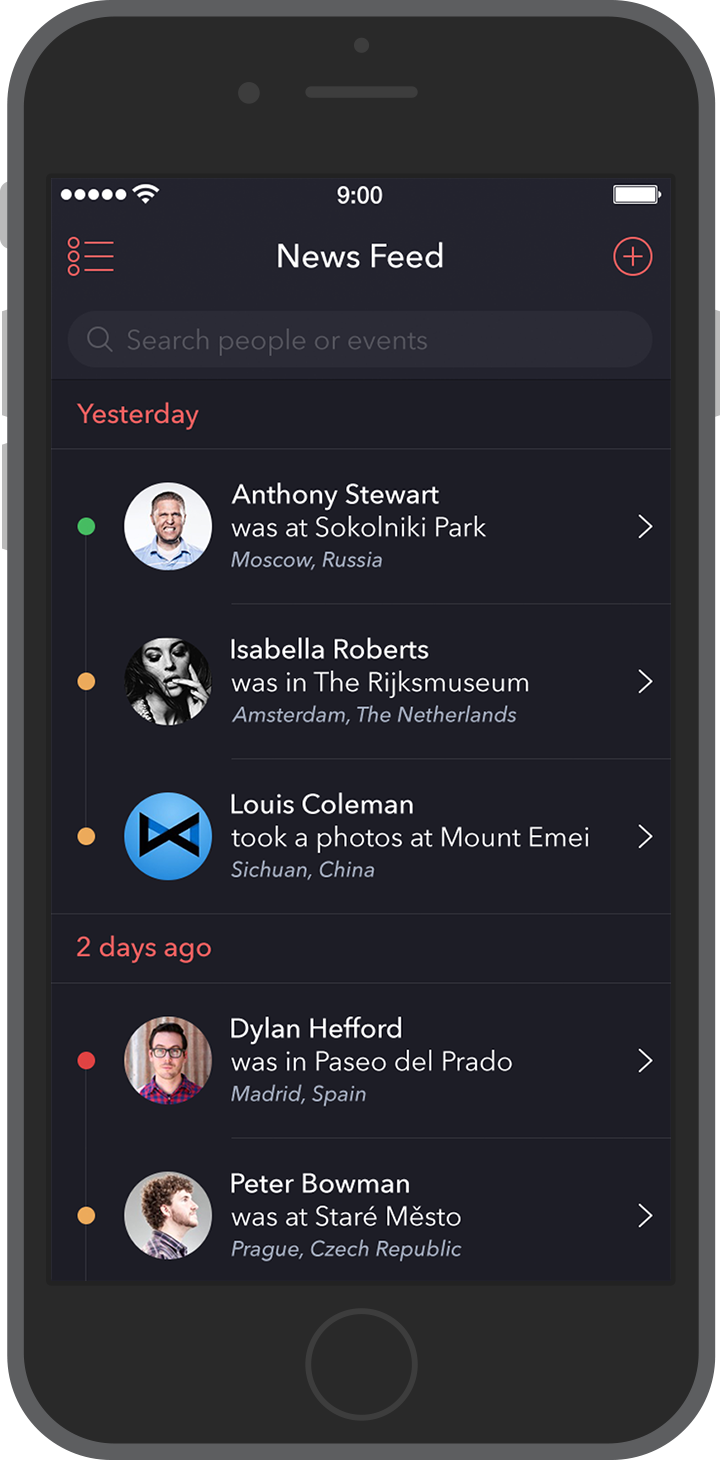 9:00
News Feed
Search people or events
Yesterday
Anthony Stewart
was at Sokolniki Park
Moscow, Russia
Isabella Roberts
was in The Rijksmuseum
Amsterdam, The Netherlands
Louis Coleman
took a photos at Mount Emei
Sichuan, China
2 days ago
Dylan Hefford
was in Paseo del Prado
Madrid, Spain
Peter Bowman
was at Staré Město
Prague, Czech Republic